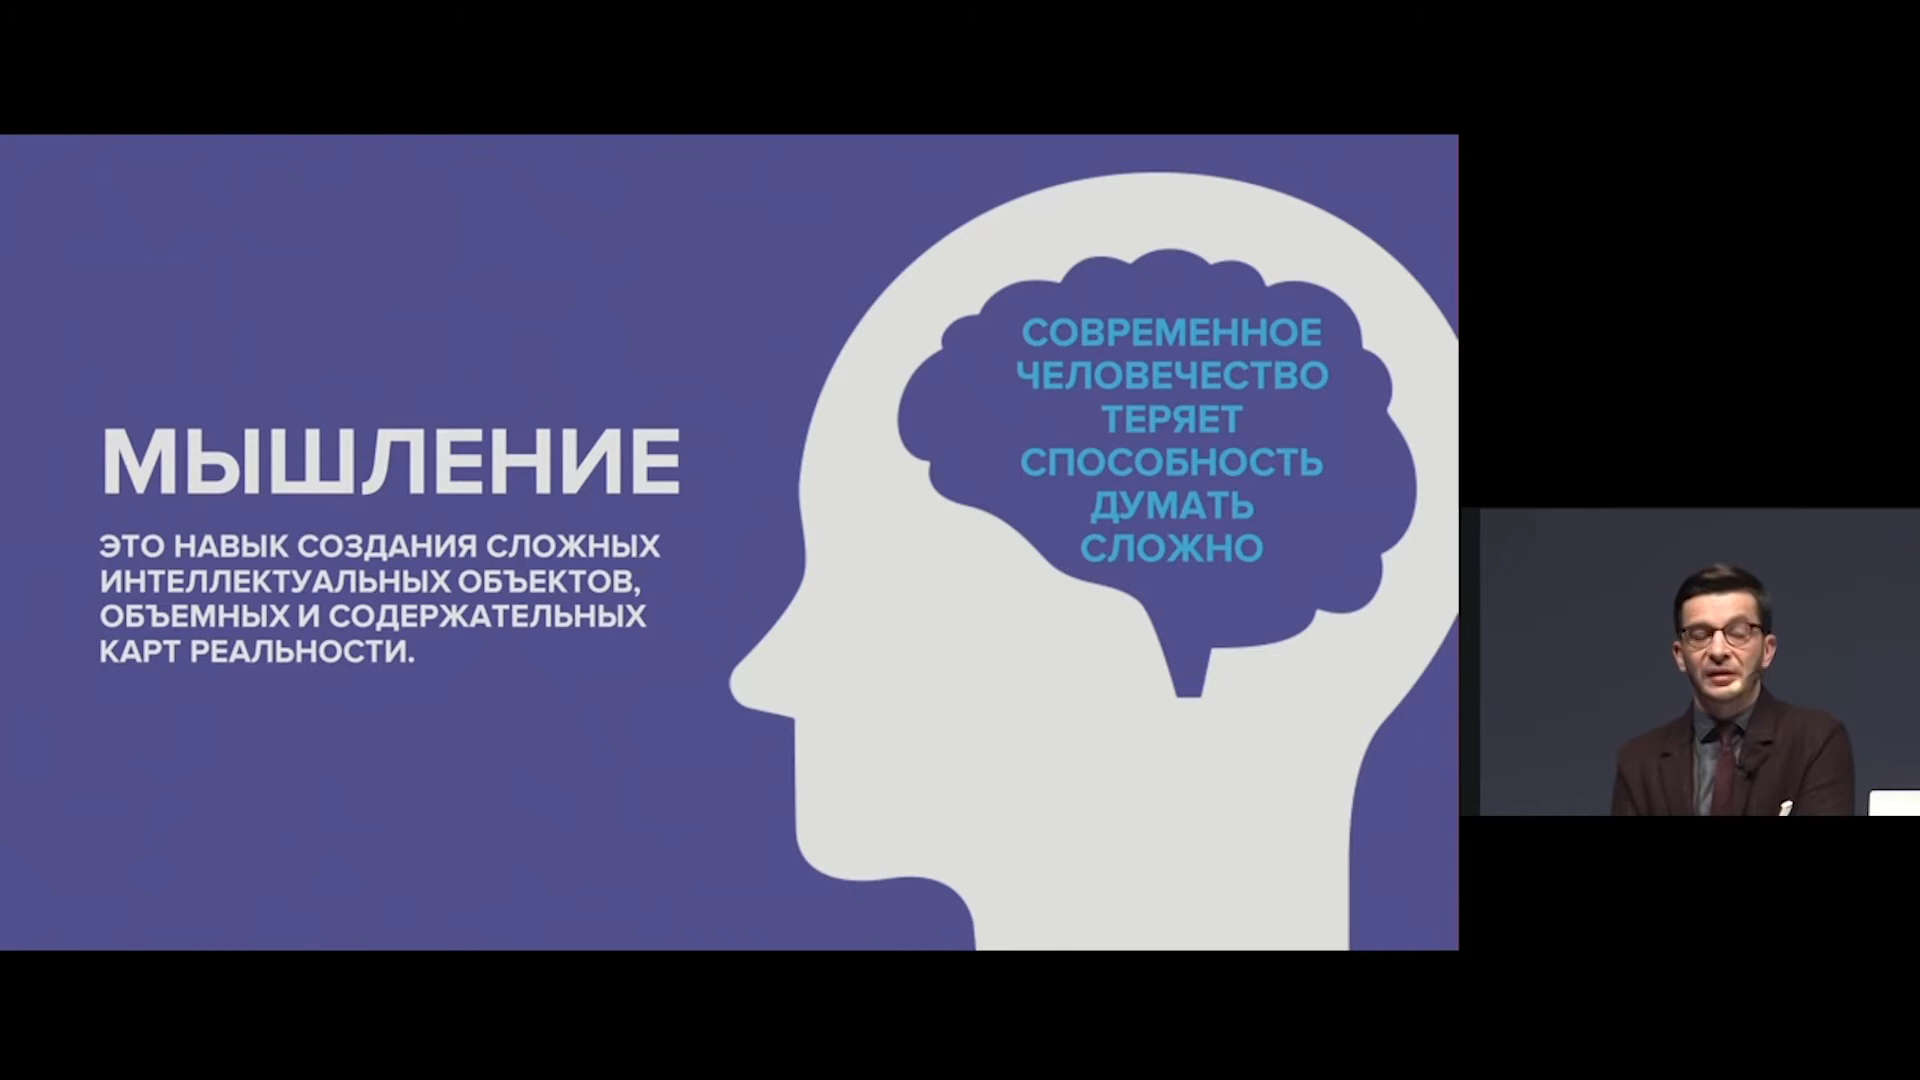 МЫШЛЕНИЕ
ЭТО НАВЫК СОЗДАНИЯ СЛОЖНЫХ
ИНТЕЛЛЕКТУАЛЬНЫХ ОБЪЕКТОВ,
ОБЪЕМНЫХ И СОДЕРЖАТЕЛЬНЫХ
КАРТ РЕАЛЬНОСТИ.
СОВРЕМЕННОЕ
ЧЕЛОВЕЧЕСТВО
ТЕРЯЕТ
СПОСОБНОСТЬ
ДУМАТЬ
СЛОЖНО